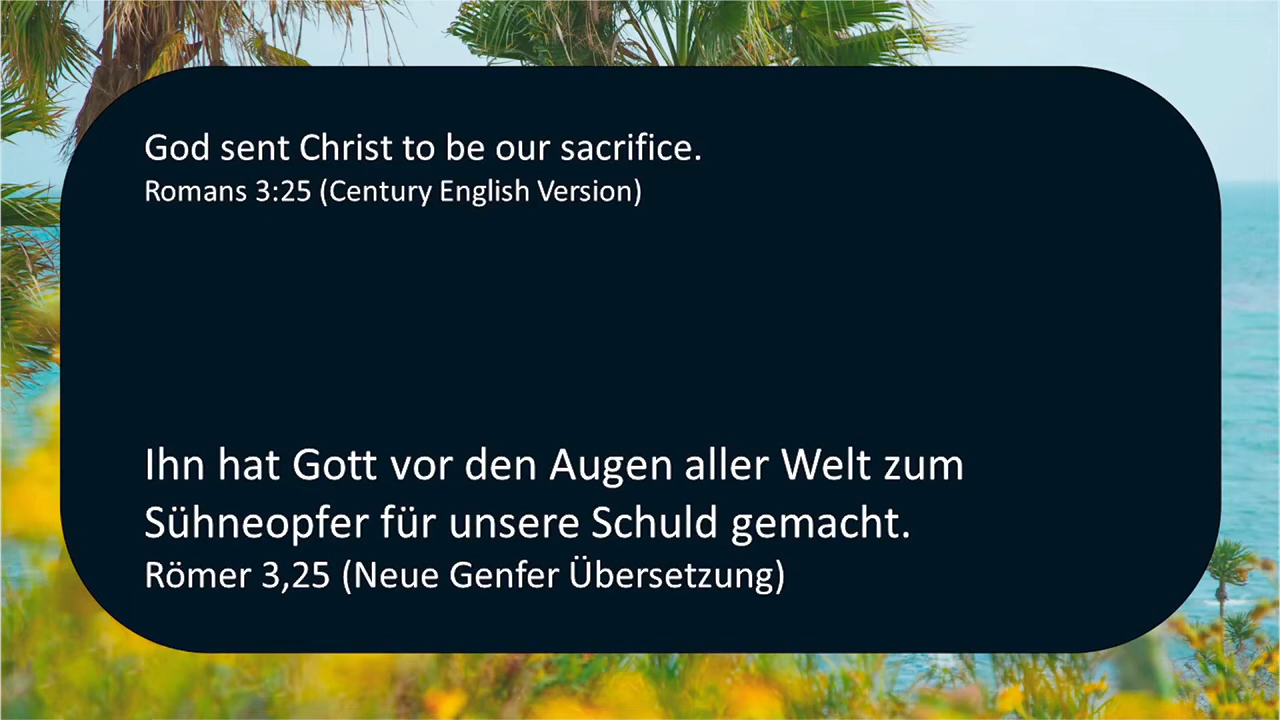 God sent Christ to be our sacrifice.
Romans 3:25 (Century English Version)
Ihn hat Gott vor den Augen aller Welt zum
Sühneopfer für unsere Schuld gemacht.
Römer 3,25 (Neue Genfer Übersetzung)